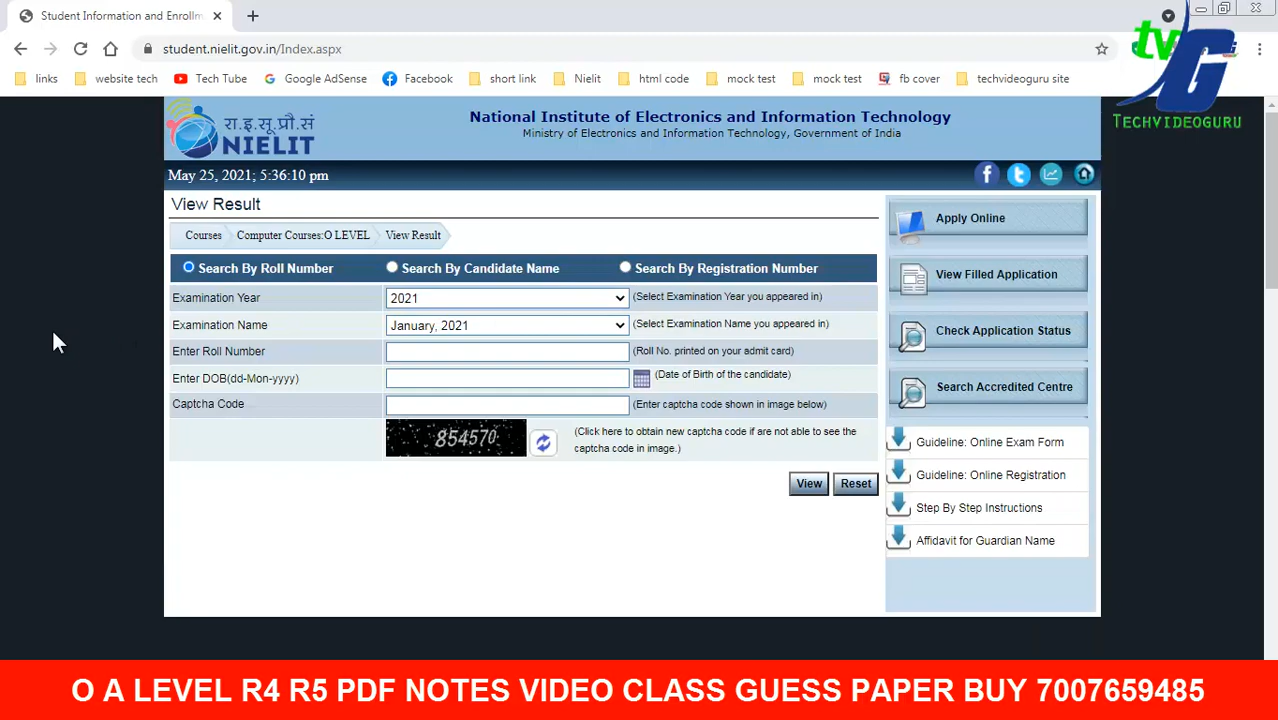 Student Information and Enrollm
student.nielit.gov.in/Index.aspx
links
website tech
Tech Tube
Google AdSense
Facebook
short link
Nielit
html code
mock test
mock test
fb cover
techvideoguru site
tv
G
TECHVIDEOGURU
रा.इ.सू.प्रौ.सं
NIELIT
National Institute of Electronics and Information Technology
Ministry of Electronics and Information Technology, Government of India
May 25, 2021; 5:36:10 pm
View Result
Courses
Computer Courses:O LEVEL
View Result
Search By Roll Number
Search By Candidate Name
Search By Registration Number
Examination Year
2021
(Select Examination Year you appeared in)
Examination Name
January, 2021
(Select Examination Name you appeared in)
Enter Roll Number
(Roll No. printed on your admit card)
Enter DOB(dd-Mon-yyyy)
(Date of Birth of the candidate)
Captcha Code
(Enter captcha code shown in image below)
854570
(Click here to obtain new captcha code if are not able to see the
captcha code in image.)
View
Reset
Apply Online
View Filled Application
Check Application Status
Search Accredited Centre
Guideline: Online Exam Form
Guideline: Online Registration
Step By Step Instructions
Affidavit for Guardian Name
O A LEVEL R4 R5 PDF NOTES VIDEO CLASS GUESS PAPER BUY 7007659485